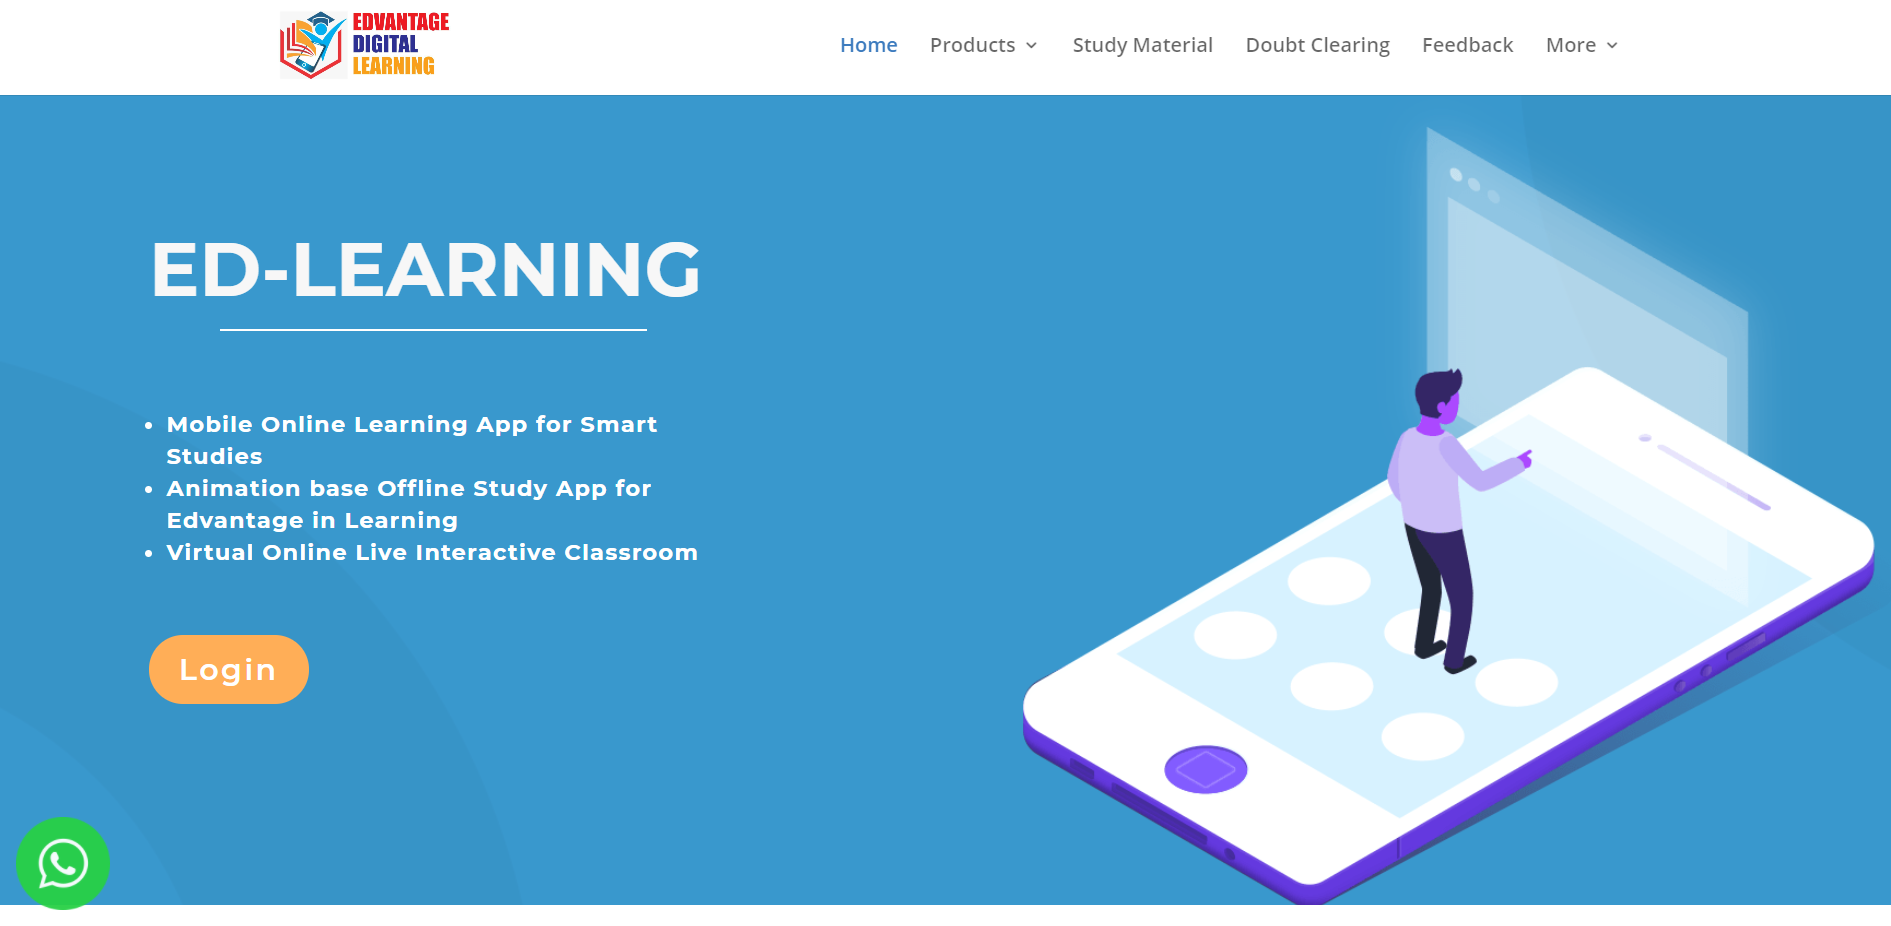 EDVANTAGE
DIGITAL
LEARNING
Home Products Study Material Doubt Clearing Feedback More
ED-LEARNING
• Mobile Online Learning App for Smart
Studies
• Animation base Offline Study App for
Edvantage in Learning
• Virtual Online Live Interactive Classroom
Login